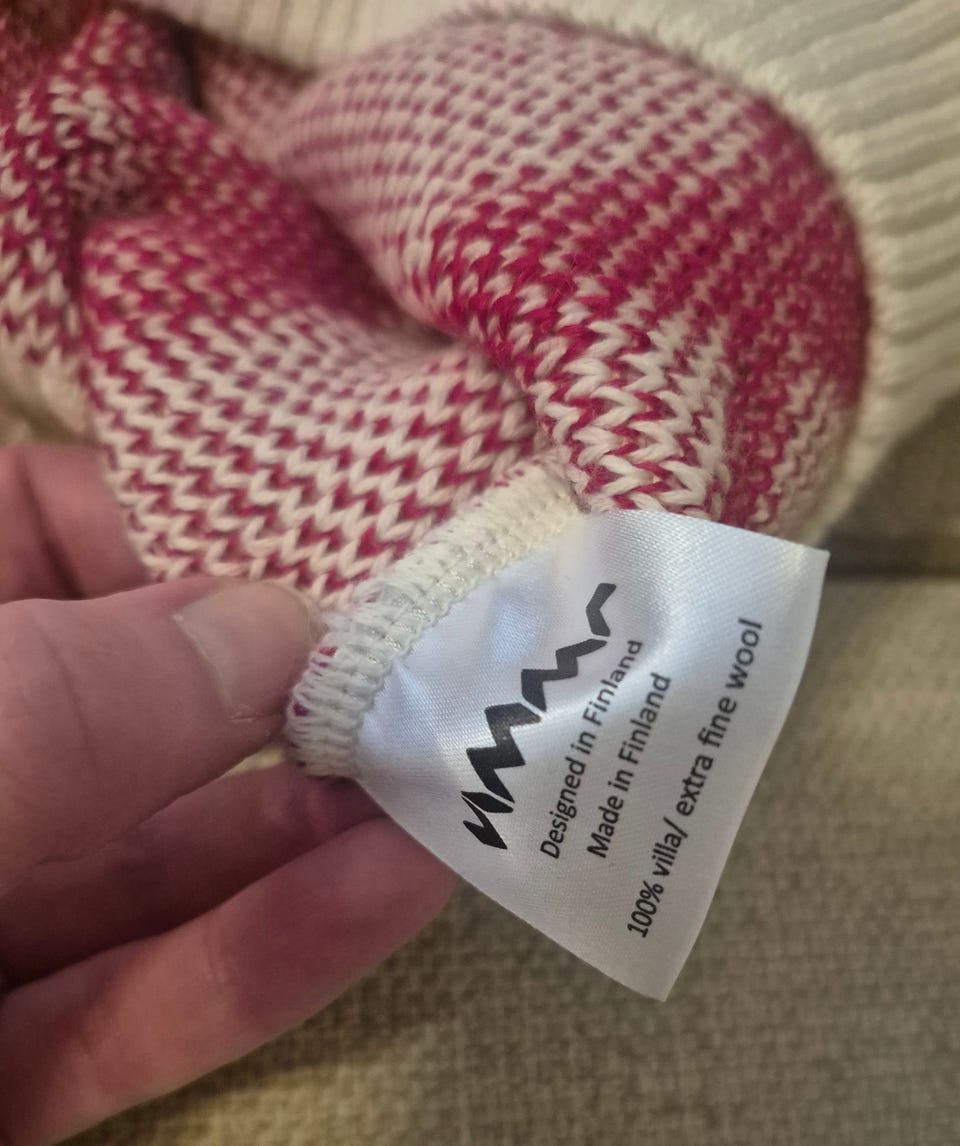 Designed in Finland
Made in Finland
100% villa/ extra fine wool